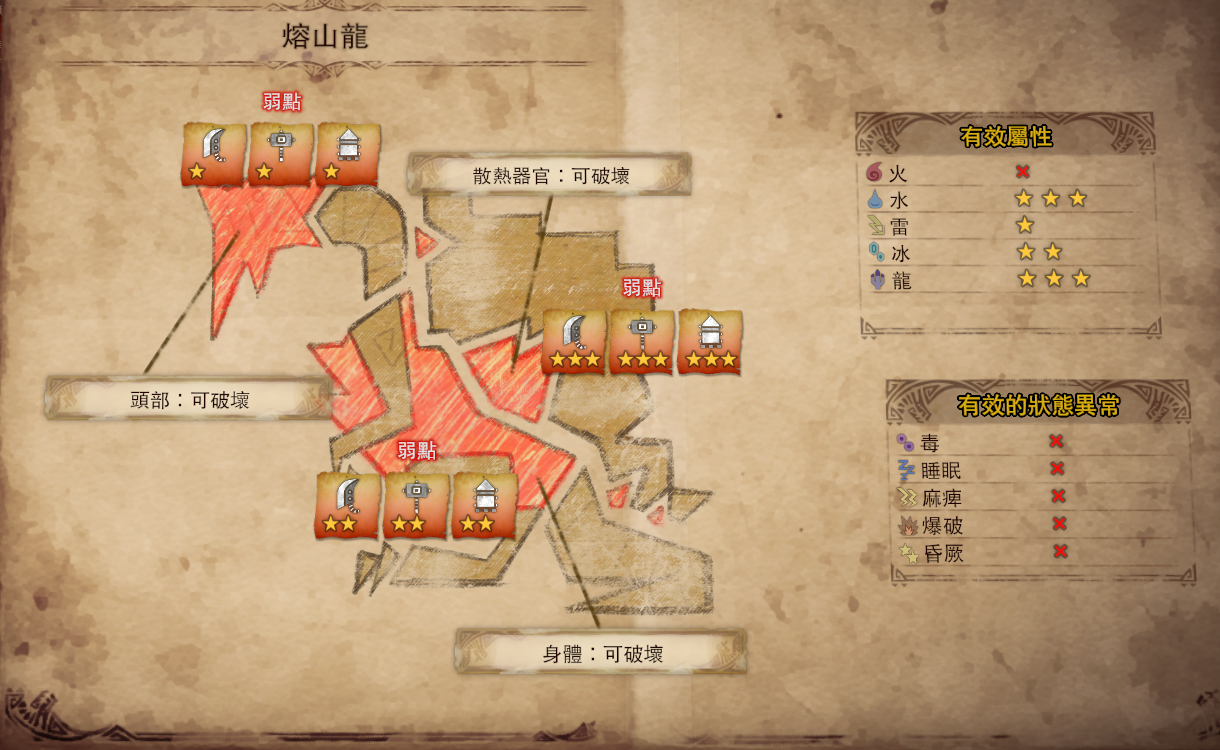 熔山龍
弱點
散熱器官：可破壞
弱點
頭部：可破壞
弱點
身體：可破壞
有效屬性
火
水
雷
冰
龍
有效的狀態異常
毒
睡眠
麻痺
爆破
昏厥